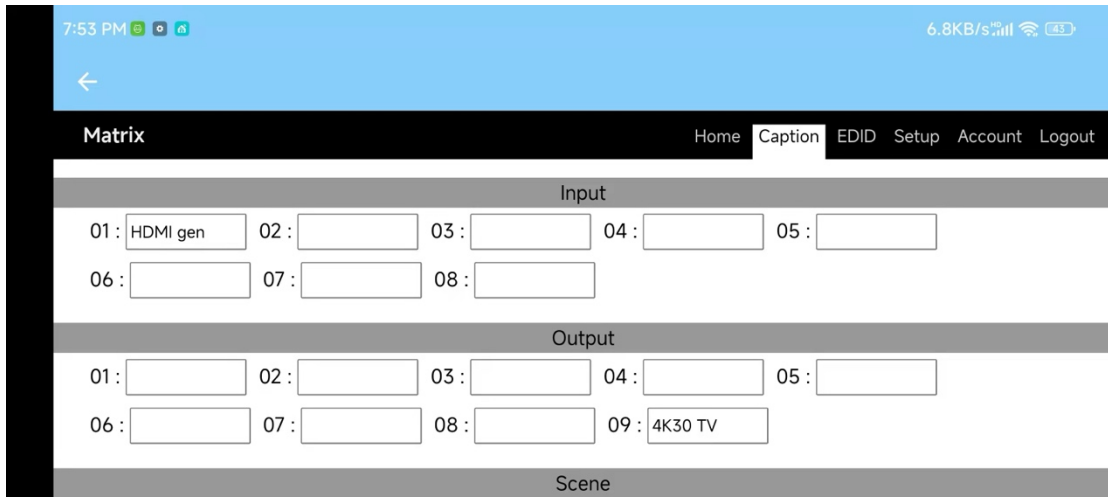 7:53 PM 6.8KB/s HD 43
Matrix Home Caption EDID Setup Account Logout
Input
01 : HDMI gen 02 : 03 : 04 : 05 :
06 : 07 : 08 :
Output
01 : 02 : 03 : 04 : 05 :
06 : 07 : 08 : 09 : 4K30 TV
Scene